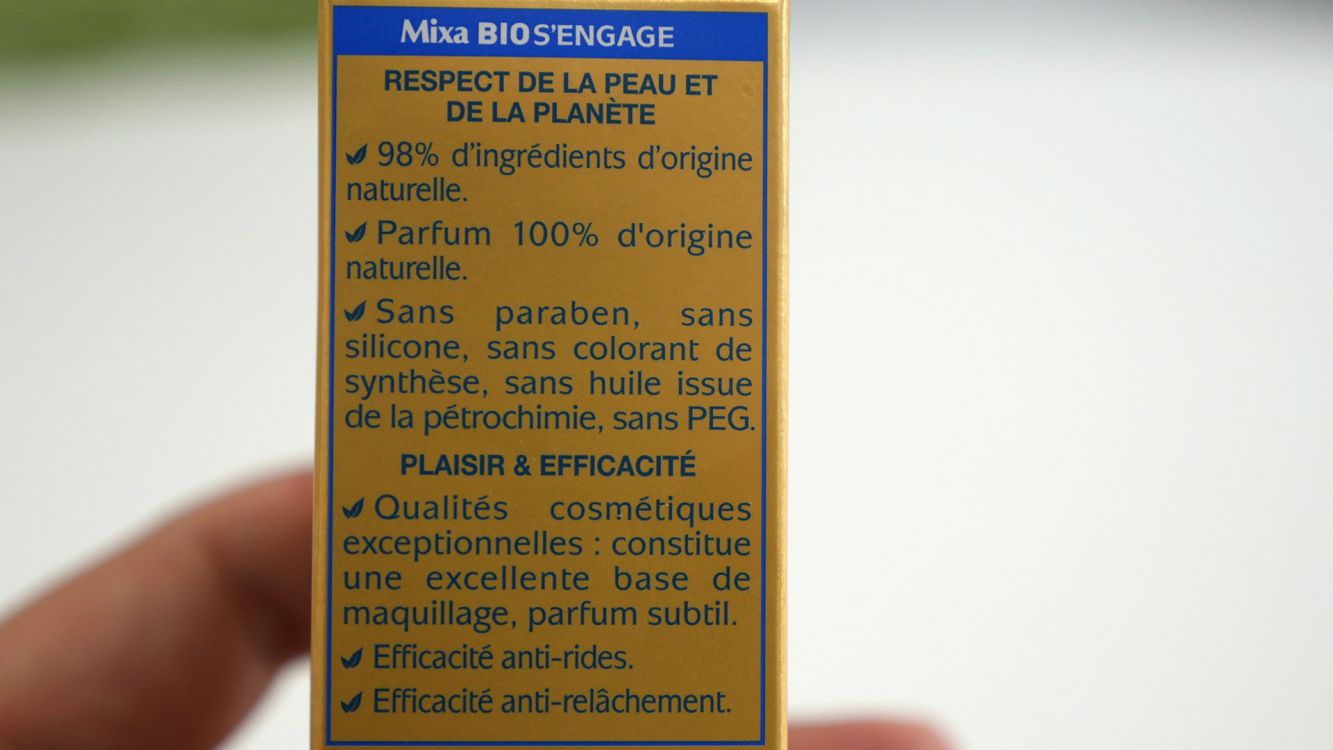 Mixa BIO S'ENGAGE
RESPECT DE LA PEAU ET
DE LA PLANÈTE
98% d'ingrédients d'origine
naturelle.
Parfum 100% d'origine
naturelle.
Sans paraben, sans
silicone, sans colorant de
synthèse, sans huile issue
de la pétrochimie, sans PEG.
PLAISIR & EFFICACITÉ
Qualités cosmétiques
exceptionnelles : constitue
une excellente base de
maquillage, parfum subtil.
Efficacité anti-rides.
Efficacité anti-relâchement.